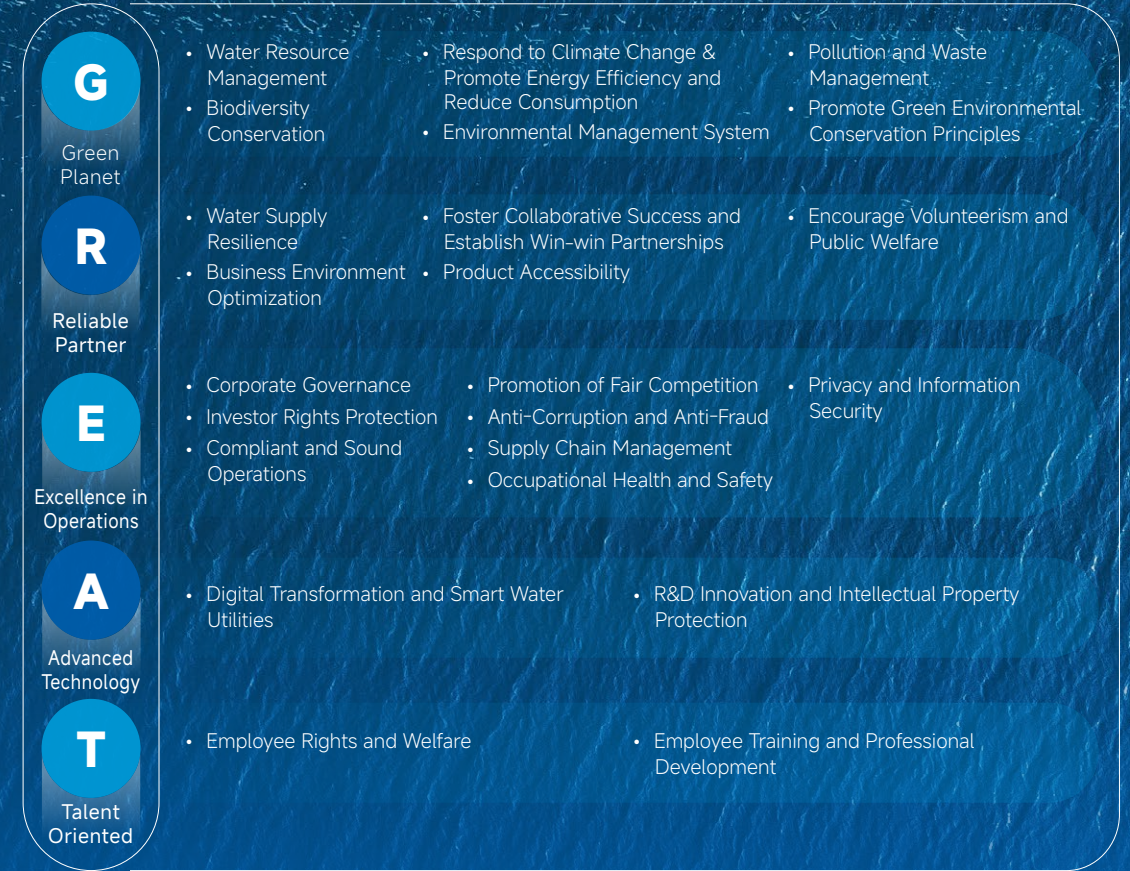 G
Green
Planet
• Water Resource
Management
• Biodiversity
Conservation
• Respond to Climate Change &
Promote Energy Efficiency and
Reduce Consumption
• Environmental Management System
• Pollution and Waste
Management
• Promote Green Environmental
Conservation Principles
R
Reliable
Partner
• Water Supply
Resilience
• Business Environment
Optimization
• Foster Collaborative Success and
Establish Win-win Partnerships
• Product Accessibility
• Encourage Volunteerism and
Public Welfare
E
Excellence in
Operations
• Corporate Governance
• Investor Rights Protection
• Compliant and Sound
Operations
• Promotion of Fair Competition
• Anti-Corruption and Anti-Fraud
• Supply Chain Management
• Occupational Health and Safety
• Privacy and Information
Security
A
Advanced
Technology
• Digital Transformation and Smart Water
Utilities
• R&D Innovation and Intellectual Property
Protection
T
Talent
Oriented
• Employee Rights and Welfare
• Employee Training and Professional
Development